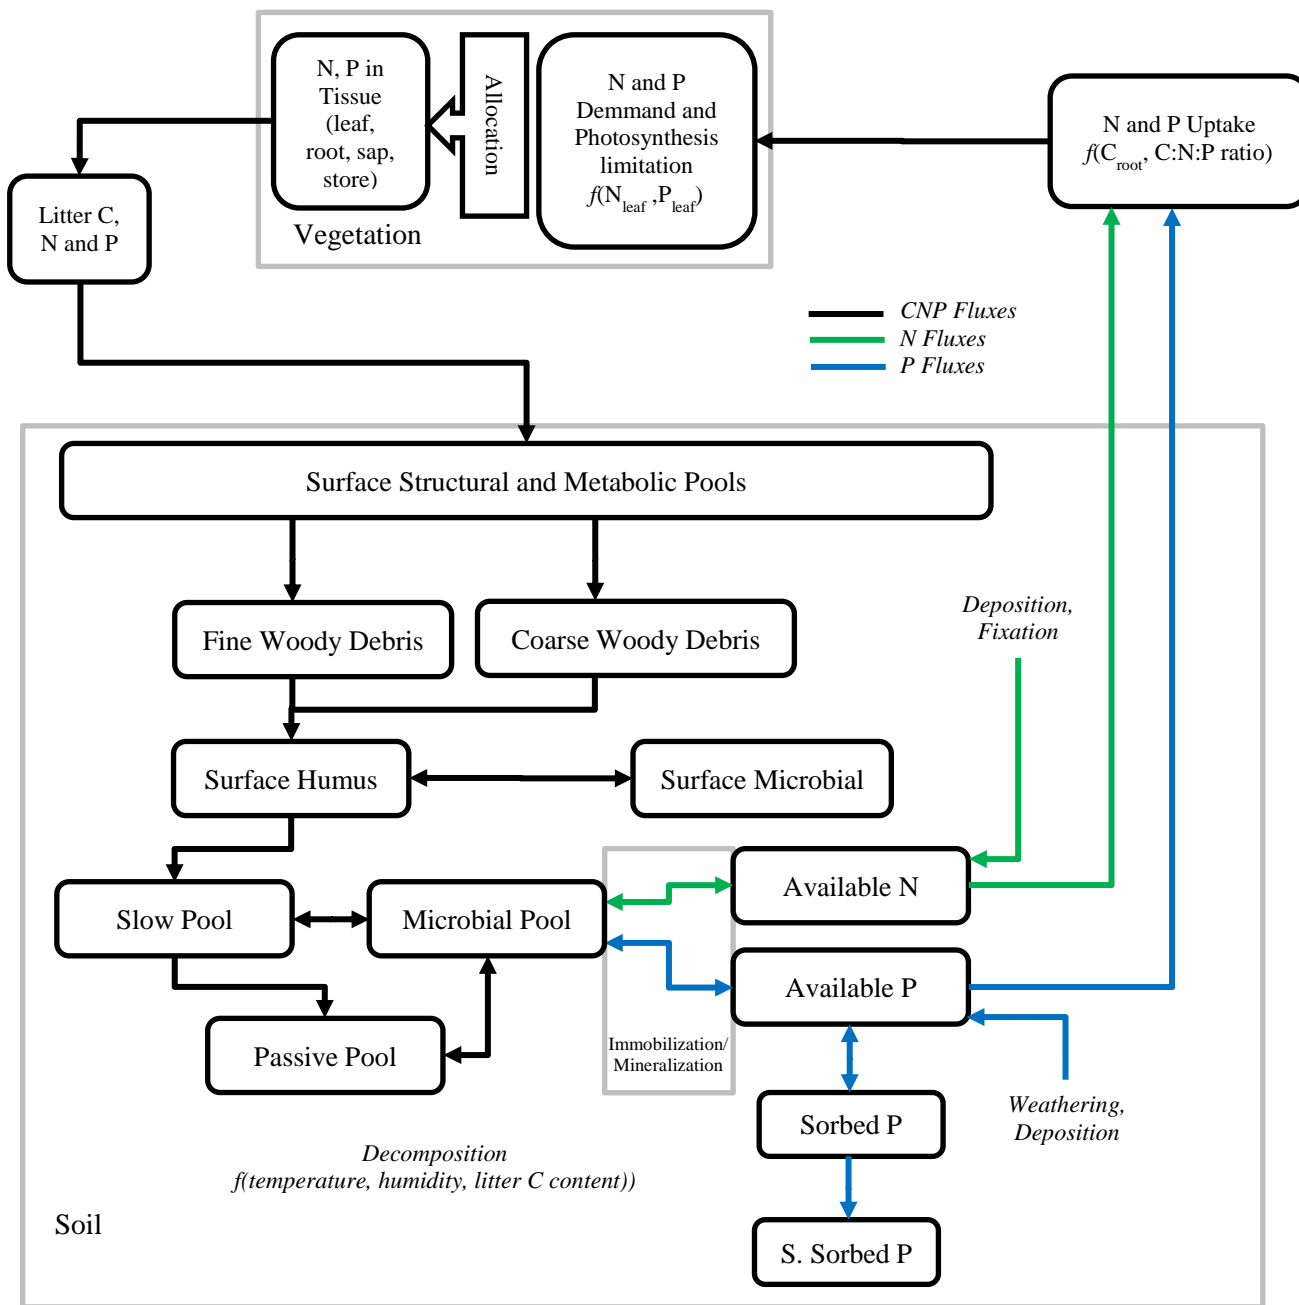 N, P in
Tissue
(leaf,
root, sap,
store)
Allocation
N and P
Demmand and
Photosynthesis
limitation
f(Nleaf ,Pleaf)
Vegetation
N and P Uptake
f(Croot, C:N:P ratio)
Litter C,
N and P
CNP Fluxes
N Fluxes
P Fluxes
Surface Structural and Metabolic Pools
Fine Woody Debris
Coarse Woody Debris
Deposition,
Fixation
Surface Humus
Surface Microbial
Slow Pool
Microbial Pool
Available N
Available P
Passive Pool
Immobilization/
Mineralization
Sorbed P
Weathering,
Deposition
Decomposition
f(temperature, humidity, litter C content))
Soil
S. Sorbed P